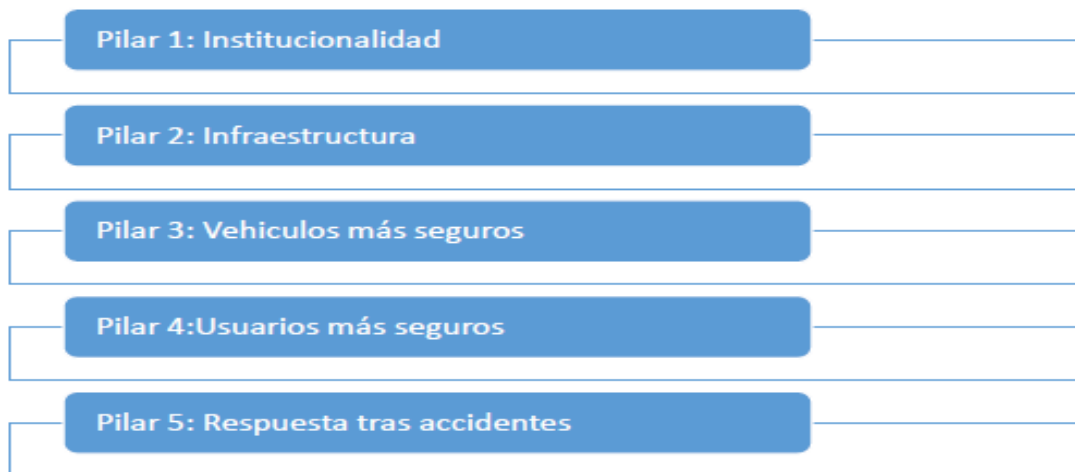 Pilar 1: Institucionalidad
Pilar 2: Infraestructura
Pilar 3: Vehiculos más seguros
Pilar 4:Usuarios más seguros
Pilar 5: Respuesta tras accidentes